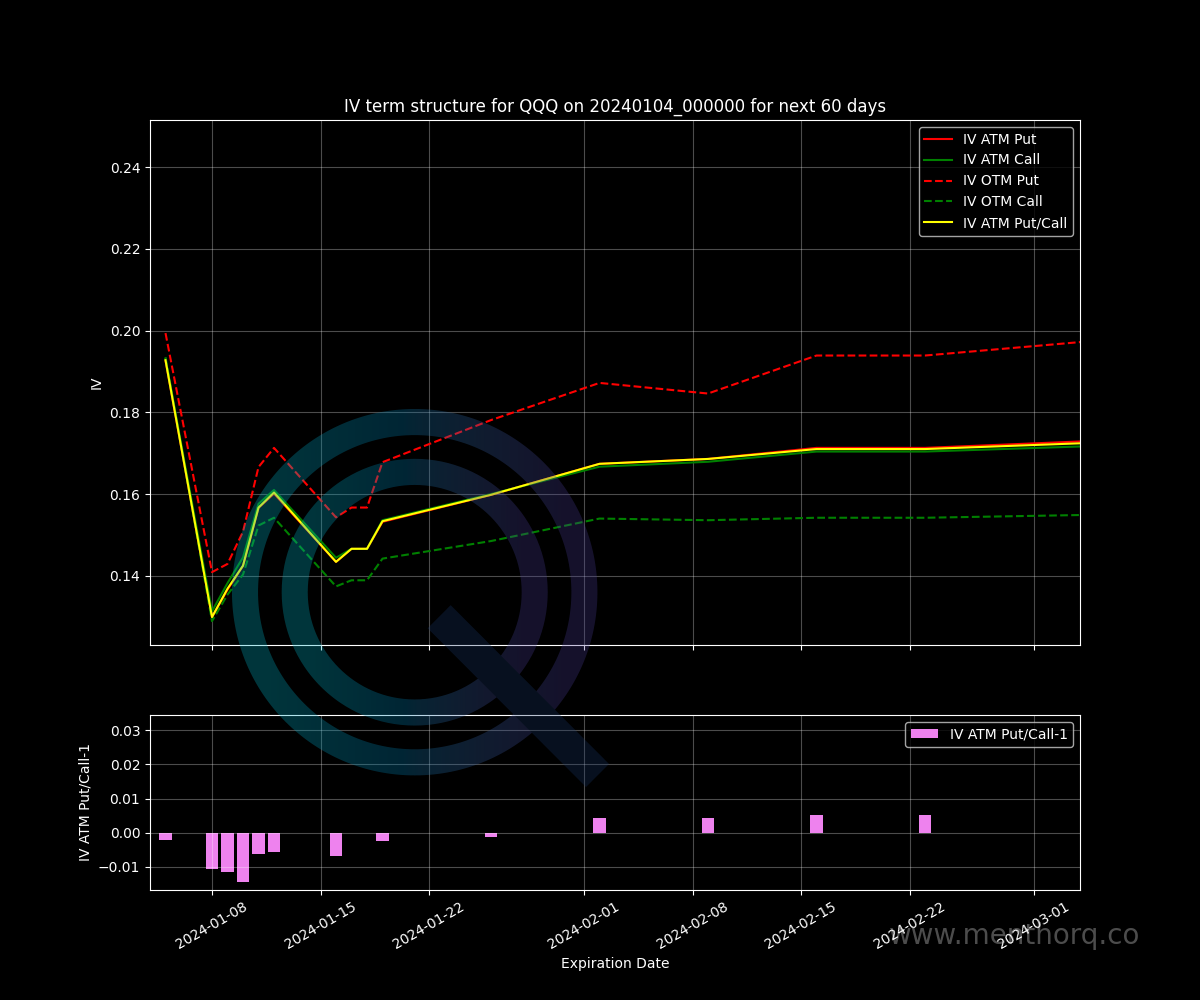 IV term structure for QQQ on 20240104_000000 for next 60 days
IV ATM Put
IV ATM Call
IV OTM Put
IV OTM Call
IV ATM Put/Call
0.24
0.22
0.20
0.18
0.16
0.14
IV
IV ATM Put/Call-1
0.03
0.02
0.01
0.00
−0.01
IV ATM Put/Call-1
2024-01-08
2024-01-15
2024-01-22
2024-02-01
2024-02-08
2024-02-15
2024-02-22
2024-03-01
www.menthorq.co
Expiration Date